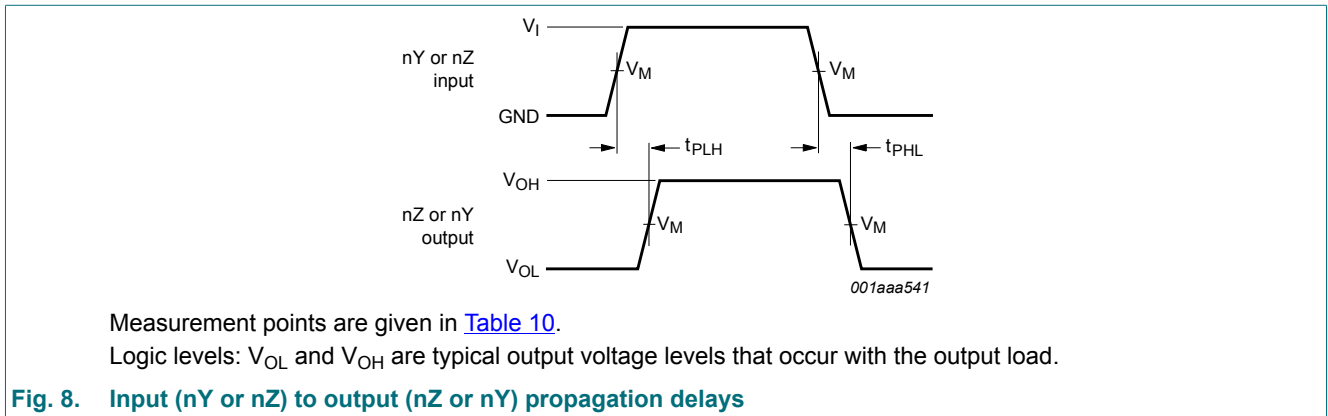 V_I
nY or nZ
input
V_M
V_M
GND
t_PLH
t_PHL
V_OH
nZ or nY
output
V_M
V_M
V_OL
001aaa541
Measurement points are given in Table 10.
Logic levels: V_OL and V_OH are typical output voltage levels that occur with the output load.
Fig. 8. Input (nY or nZ) to output (nZ or nY) propagation delays